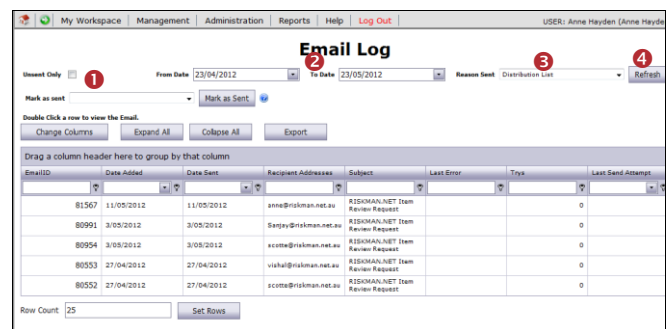 My Workspace Management Administration Reports Help Log Out USER: Anne Hayden (Anne Hayde
Email Log
1 2 3 4
Unsent Only From Date 23/04/2012 To Date 23/05/2012 Reason Sent Distribution List Refresh
Mark as sent Mark as Sent
Double Click a row to view the Email.
Change Columns Expand All Collapse All Export
Drag a column header here to group by that column
EmailID Date Added Date Sent Recipient Addresses Subject Last Error Trys Last Send Attempt
81567 11/05/2012 11/05/2012 anne@riskman.net.au RISKMAN.NET Item Review Request 0
80991 3/05/2012 3/05/2012 Sanjay@riskman.net.au RISKMAN.NET Item Review Request 0
80954 3/05/2012 3/05/2012 scotte@riskman.net.au RISKMAN.NET Item Review Request 0
80553 27/04/2012 27/04/2012 vishal@riskman.net.au RISKMAN.NET Item Review Request 0
80552 27/04/2012 27/04/2012 scotte@riskman.net.au RISKMAN.NET Item Review Request 0
Row Count 25 Set Rows